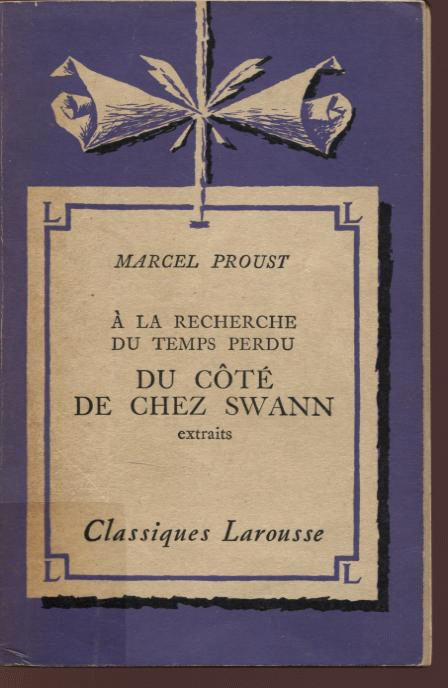 L L
MARCEL PROUST
À LA RECHERCHE
DU TEMPS PERDU
DU CÔTÉ
DE CHEZ SWANN
extraits
Classiques Larousse
L L